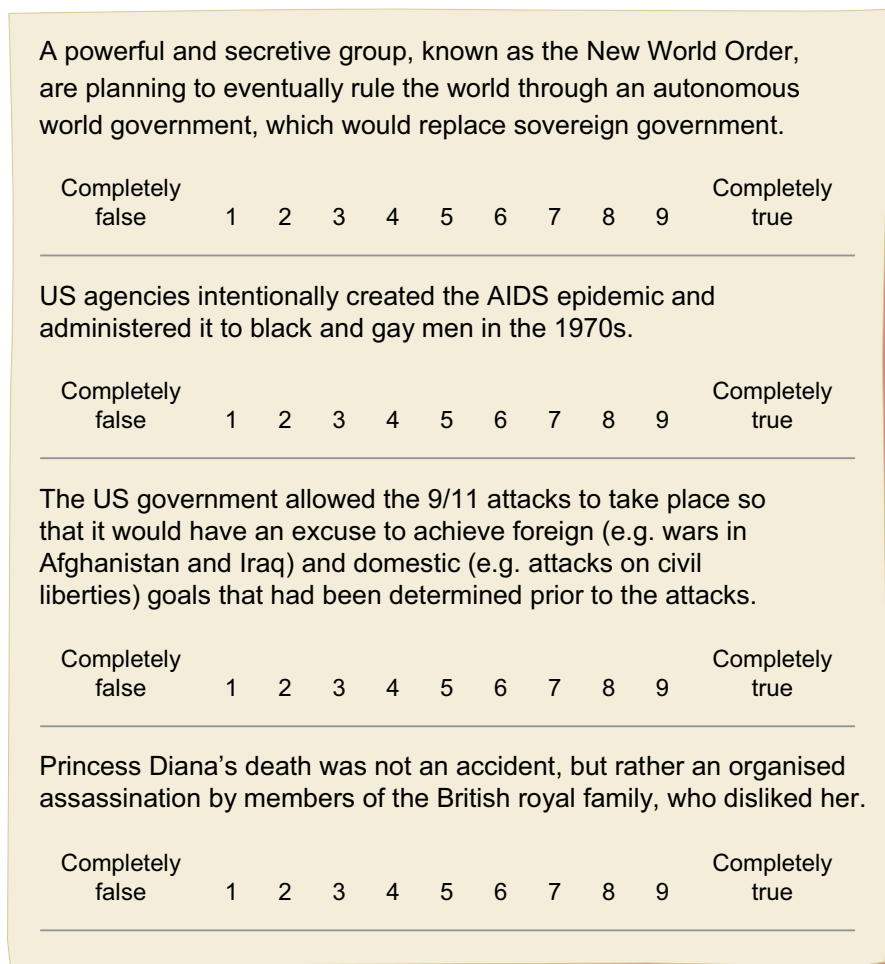 A powerful and secretive group, known as the New World Order,
are planning to eventually rule the world through an autonomous
world government, which would replace sovereign government.
Completely false 1 2 3 4 5 6 7 8 9 Completely true
US agencies intentionally created the AIDS epidemic and
administered it to black and gay men in the 1970s.
Completely false 1 2 3 4 5 6 7 8 9 Completely true
The US government allowed the 9/11 attacks to take place so
that it would have an excuse to achieve foreign (e.g. wars in
Afghanistan and Iraq) and domestic (e.g. attacks on civil
liberties) goals that had been determined prior to the attacks.
Completely false 1 2 3 4 5 6 7 8 9 Completely true
Princess Diana’s death was not an accident, but rather an organised
assassination by members of the British royal family, who disliked her.
Completely false 1 2 3 4 5 6 7 8 9 Completely true